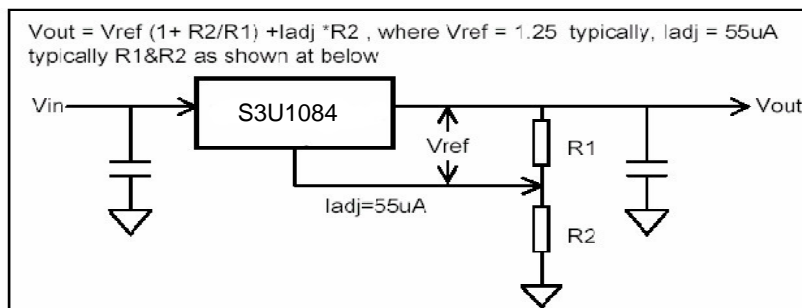 Vout = Vref (1+ R2/R1) +Iadj *R2 , where Vref = 1.25 typically, Iadj = 55uA
typically R1&R2 as shown at below
Vin
S3U1084
Vout
Vref
R1
Iadj=55uA
R2